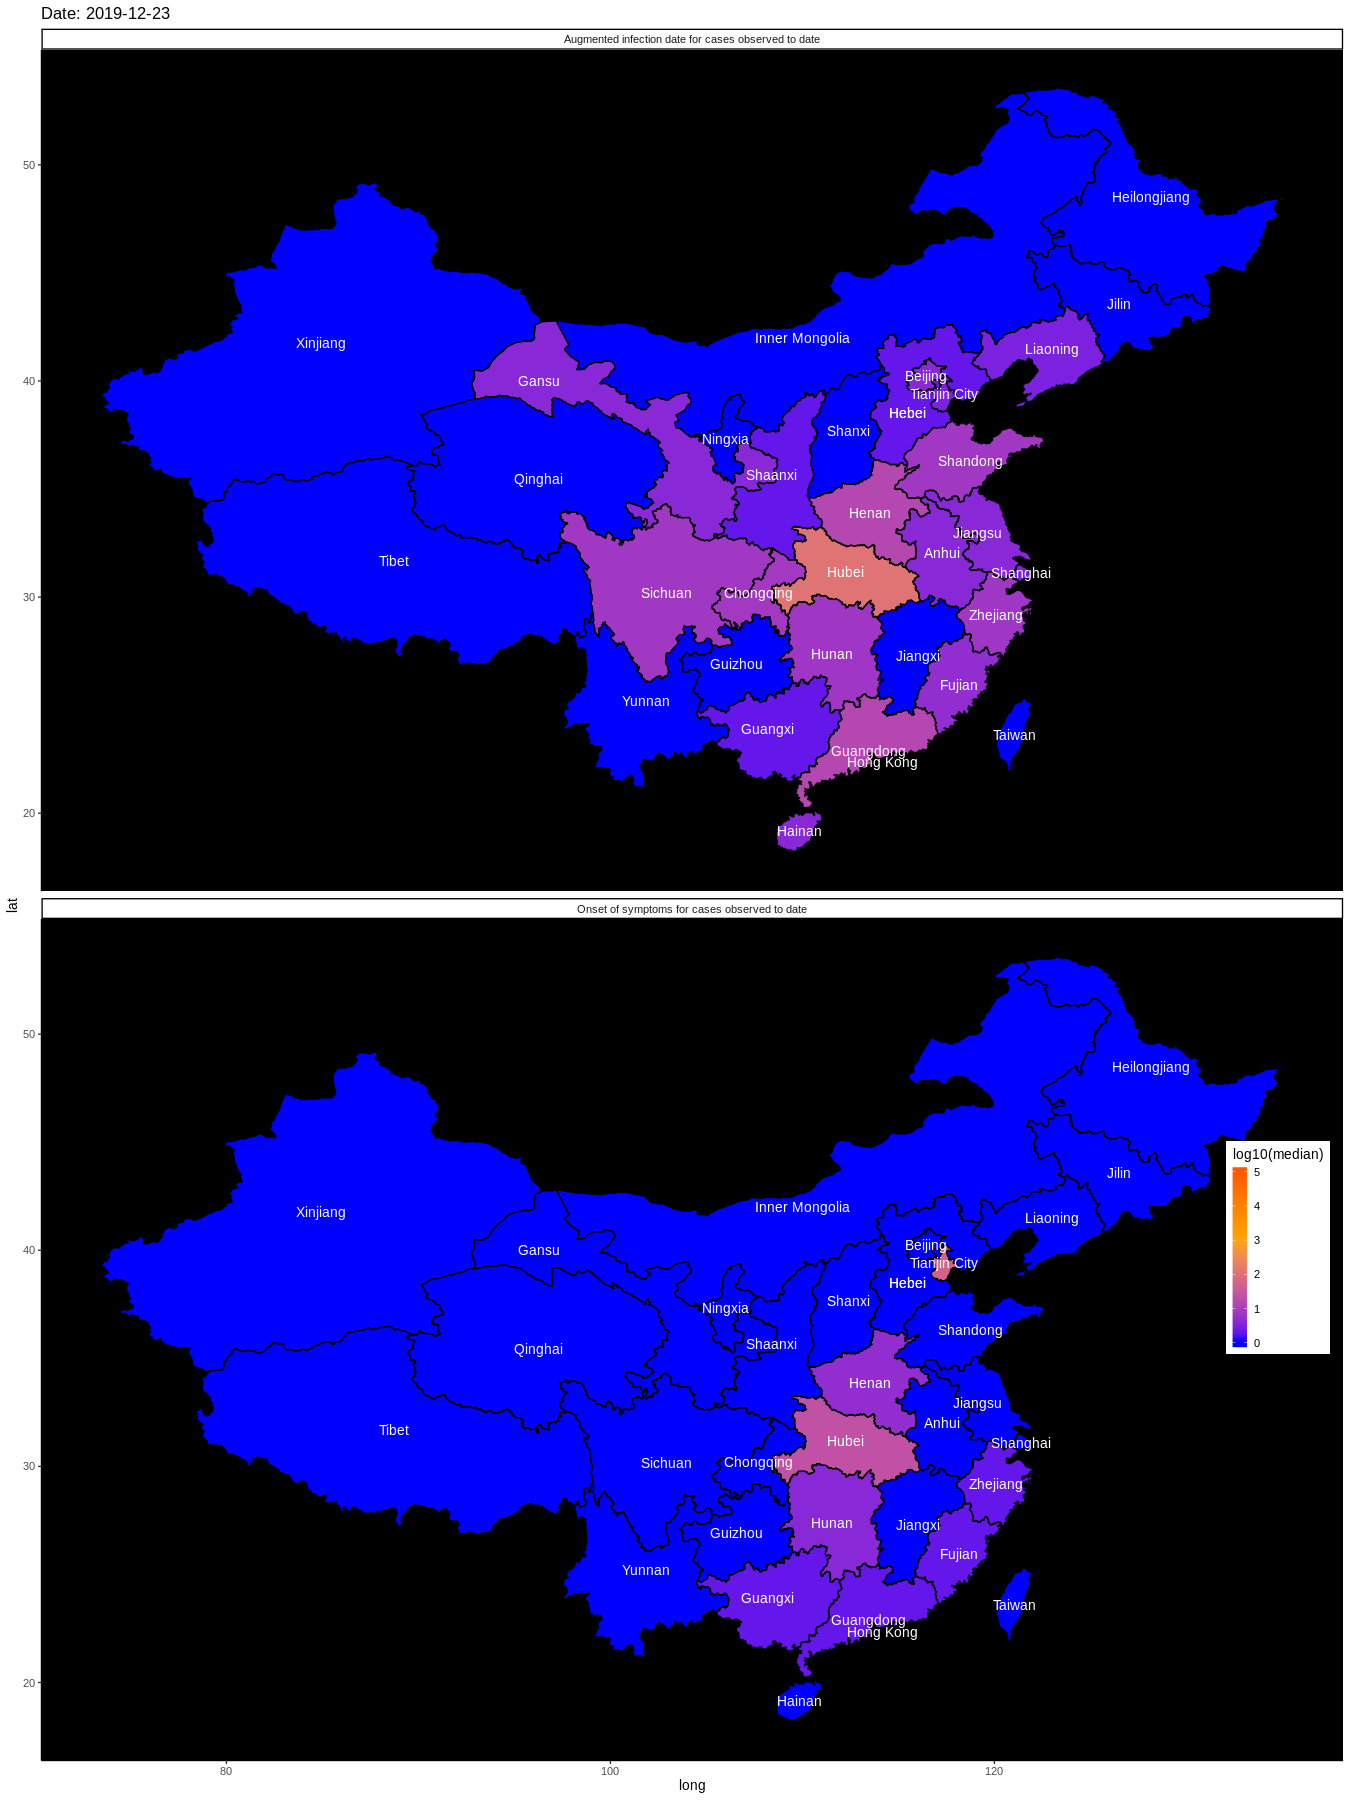 Date: 2019-12-23
Augmented infection date for cases observed to date
50
40
30
20
Heilongjiang
Jilin
Xinjiang
Inner Mongolia
Liaoning
Gansu
Beijing
Tianjin City
Hebei
Ningxia
Shanxi
Shandong
Qinghai
Shaanxi
Henan
Jiangsu
Anhui
Tibet
Hubei
Shanghai
Sichuan
Chongqing
Zhejiang
Hunan
Jiangxi
Guizhou
Fujian
Yunnan
Guangxi
Taiwan
Guangdong
Hong Kong
Hainan
lat
Onset of symptoms for cases observed to date
50
40
30
20
Heilongjiang
Jilin
Xinjiang
Inner Mongolia
Liaoning
Gansu
Beijing
Tianjin City
Hebei
Ningxia
Shanxi
Shandong
Qinghai
Shaanxi
Henan
Jiangsu
Anhui
Tibet
Hubei
Shanghai
Sichuan
Chongqing
Zhejiang
Hunan
Jiangxi
Guizhou
Fujian
Yunnan
Guangxi
Taiwan
Guangdong
Hong Kong
Hainan
log10(median)
5
4
3
2
1
0
80
100
120
long